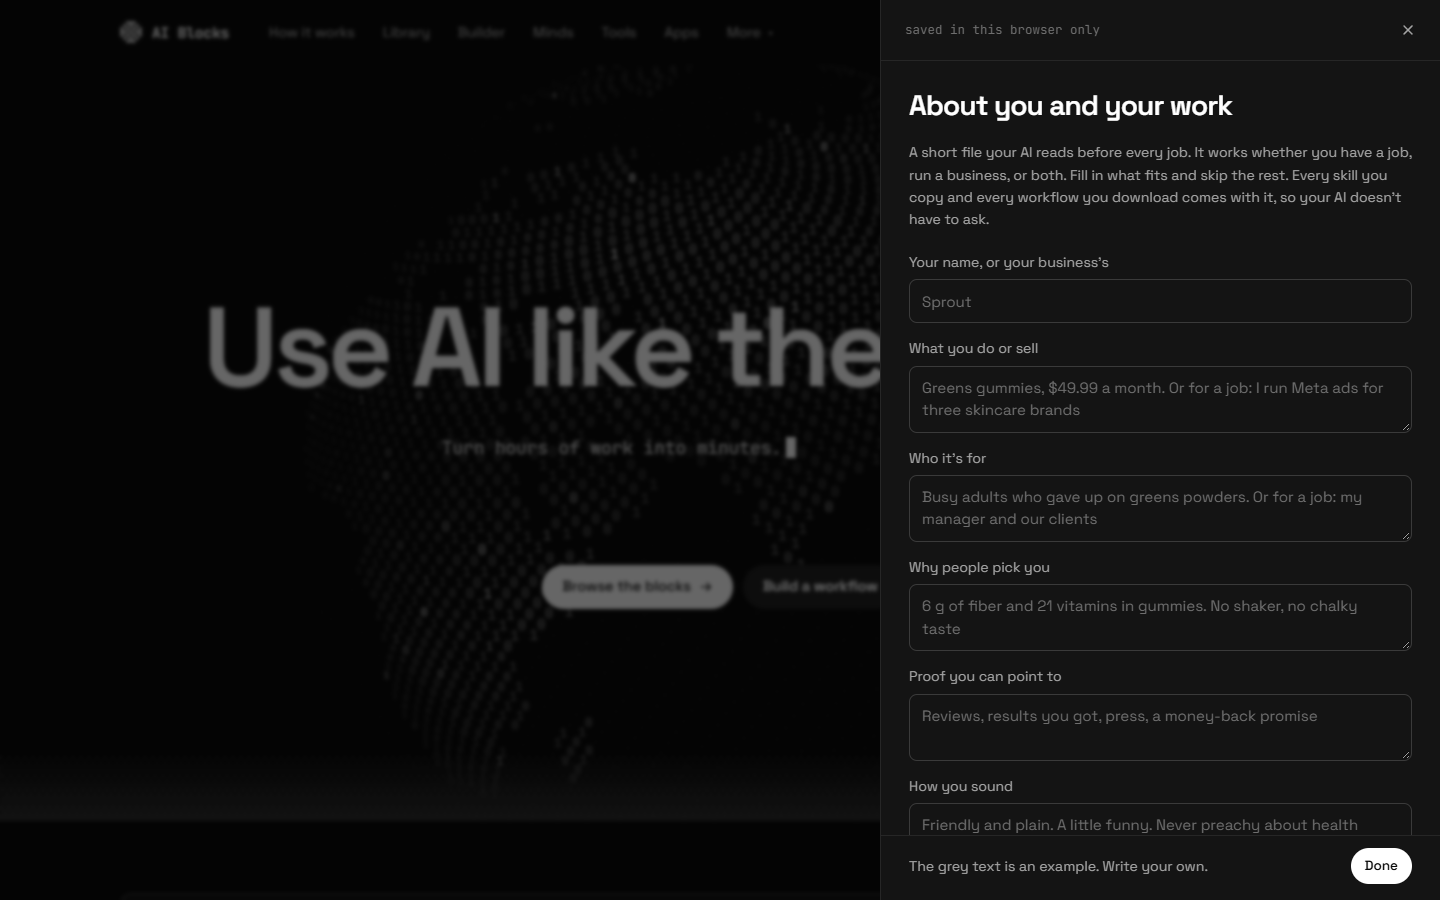 AI Blocks
How it works
Library
Builder
Minds
Tools
Apps
More
Use AI like the
Turn hours of work into minutes.
Browse the blocks →
Build a workflow
saved in this browser only
About you and your work
A short file your AI reads before every job. It works whether you have a job,
run a business, or both. Fill in what fits and skip the rest. Every skill you
copy and every workflow you download comes with it, so your AI doesn't
have to ask.
Your name, or your business's
Sprout
What you do or sell
Greens gummies, $49.99 a month. Or for a job: I run Meta ads for
three skincare brands
Who it's for
Busy adults who gave up on greens powders. Or for a job: my
manager and our clients
Why people pick you
6 g of fiber and 21 vitamins in gummies. No shaker, no chalky
taste
Proof you can point to
Reviews, results you got, press, a money-back promise
How you sound
Friendly and plain. A little funny. Never preachy about health
The grey text is an example. Write your own.
Done